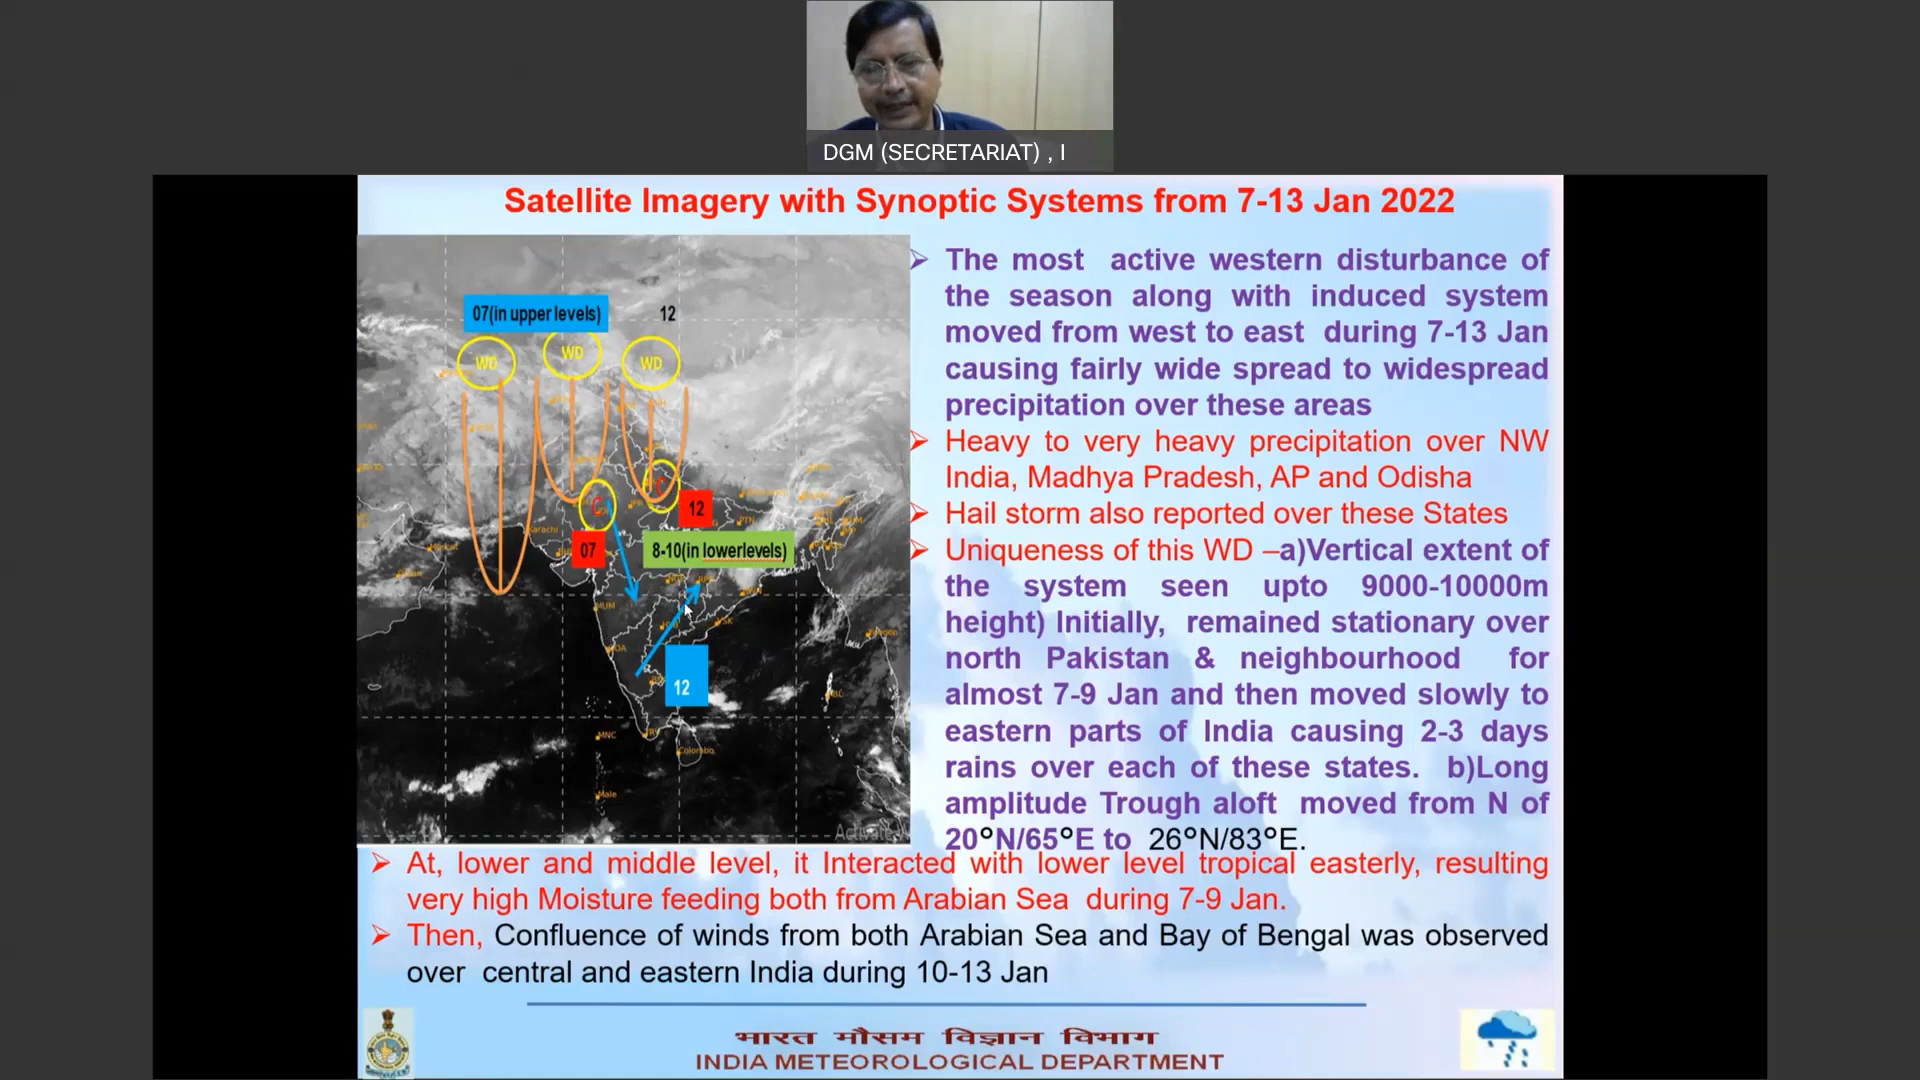 DGM (SECRETARIAT) , I
Satellite Imagery with Synoptic Systems from 7-13 Jan 2022
07(in upper levels)
12
WD
WD
WD
C
C
12
07
8-10(in lowerlevels)
12
Karachi
PTN
MUM
GOA
VSK
MNC
Colombo
Male
The most active western disturbance of
the season along with induced system
moved from west to east during 7-13 Jan
causing fairly wide spread to widespread
precipitation over these areas
Heavy to very heavy precipitation over NW
India, Madhya Pradesh, AP and Odisha
Hail storm also reported over these States
Uniqueness of this WD –a)Vertical extent of
the system seen upto 9000-10000m
height) Initially, remained stationary over
north Pakistan & neighbourhood for
almost 7-9 Jan and then moved slowly to
eastern parts of India causing 2-3 days
rains over each of these states. b)Long
amplitude Trough aloft moved from N of
20°N/65°E to 26°N/83°E.
At, lower and middle level, it Interacted with lower level tropical easterly, resulting
very high Moisture feeding both from Arabian Sea during 7-9 Jan.
Then, Confluence of winds from both Arabian Sea and Bay of Bengal was observed
over central and eastern India during 10-13 Jan
भारत मौसम विज्ञान विभाग
INDIA METEOROLOGICAL DEPARTMENT